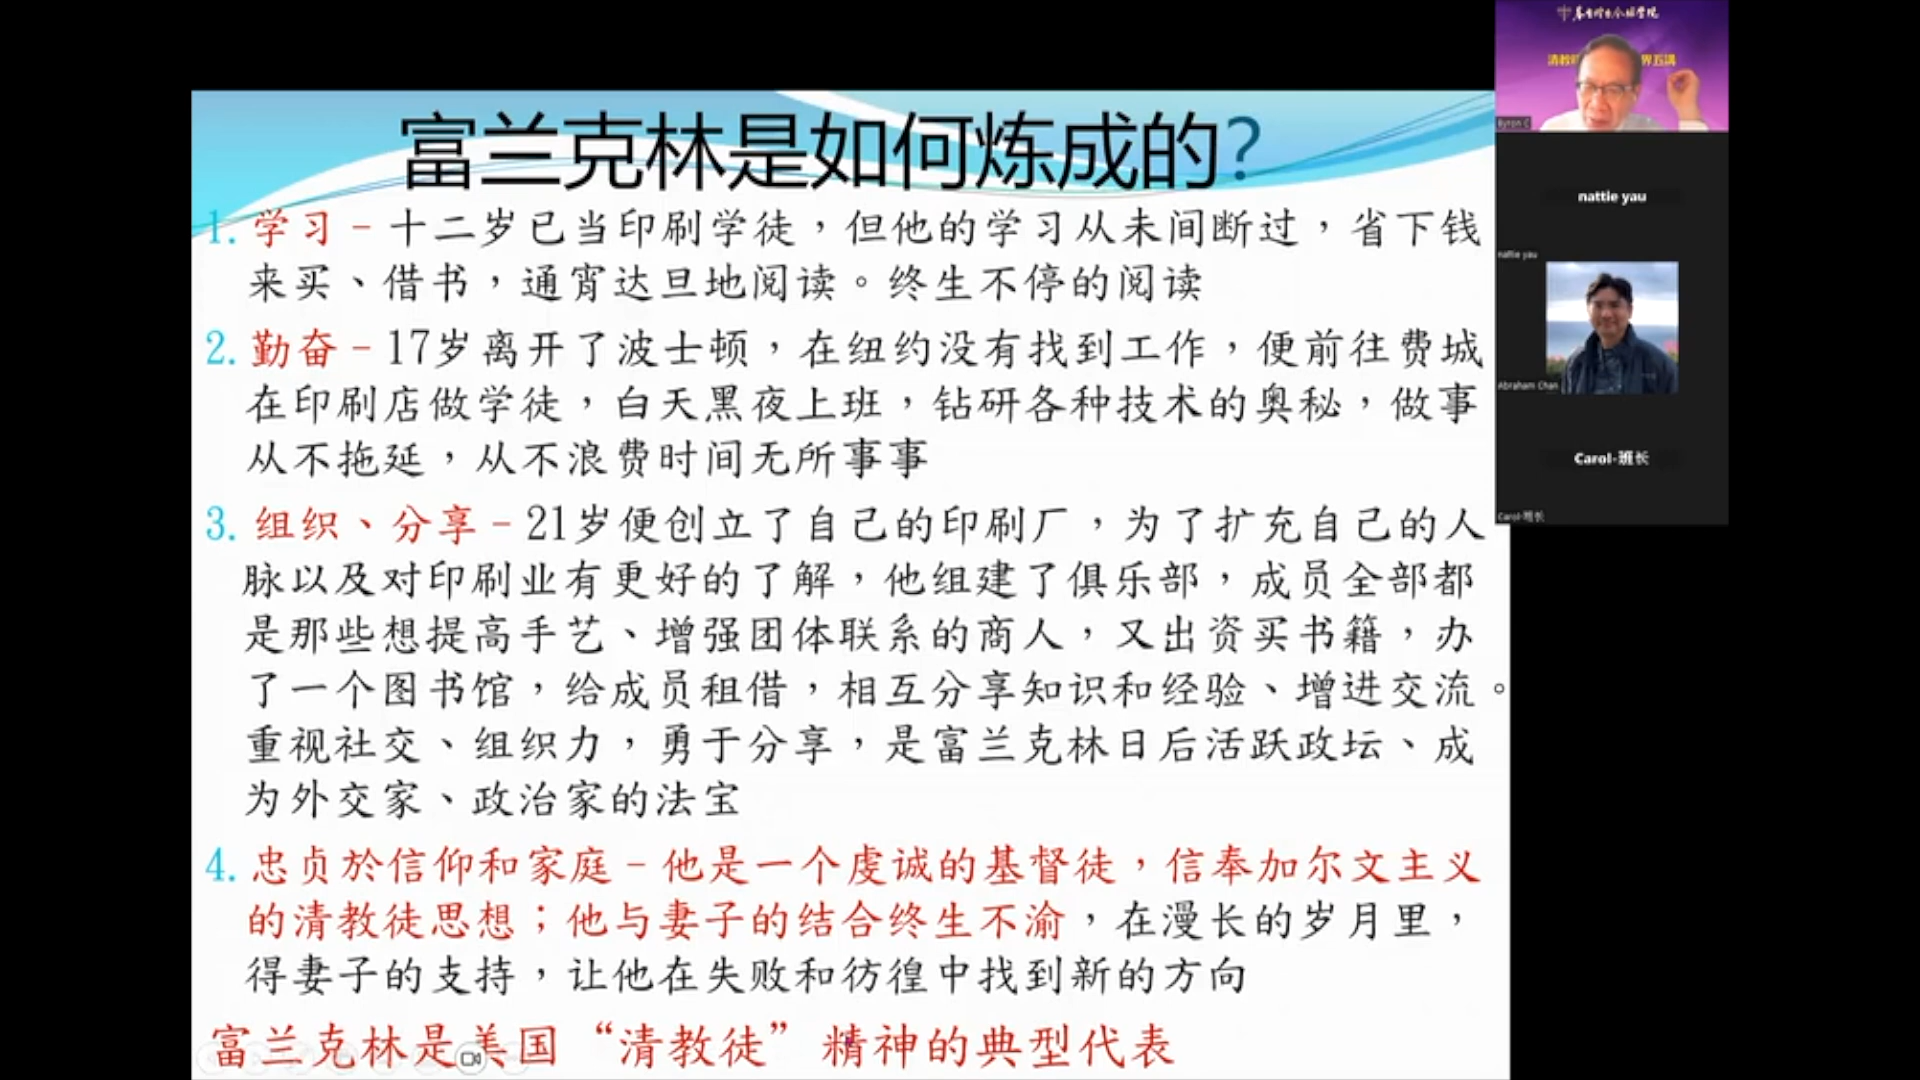 富兰克林是如何炼成的?
1. 学习－十二岁已当印刷学徒，但他的学习从未间断过，省下钱
来买、借书，通宵达旦地阅读。终生不停的阅读
2. 勤奋－17岁离开了波士顿，在纽约没有找到工作，便前往费城
在印刷店做学徒，白天黑夜上班，钻研各种技术的奥秘，做事
从不拖延，从不浪费时间无所事事
3. 组织、分享－21岁便创立了自己的印刷厂，为了扩充自己的人
脉以及对印刷业有更好的了解，他组建了俱乐部，成员全部都
是那些想提高手艺、增强团体联系的商人，又出资买书籍，办
了一个图书馆，给成员租借，相互分享知识和经验、增进交流。
重视社交、组织力，勇于分享，是富兰克林日后活跃政坛、成
为外交家、政治家的法宝
4. 忠贞於信仰和家庭－他是一个虔诚的基督徒，信奉加尔文主义
的清教徒思想；他与妻子的结合终生不渝，在漫长的岁月里，
得妻子的支持，让他在失败和彷徨中找到新的方向
富兰克林是美国“清教徒”精神的典型代表
清教 界五講
Byron C
nattie yau
nattie yau
Abraham Chan
Carol-班长
Carol-班长